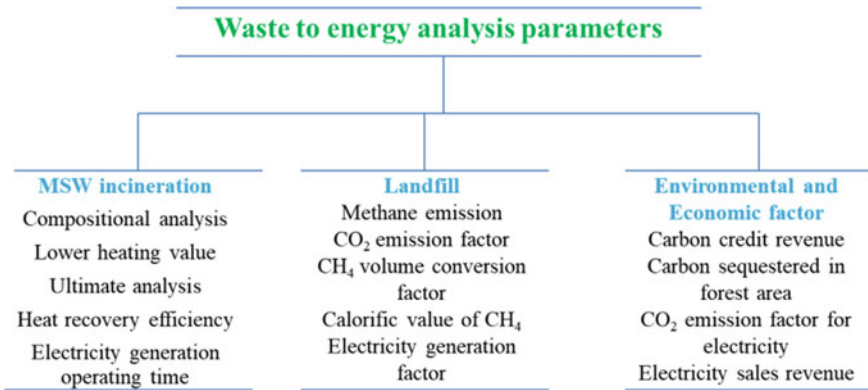 Waste to energy analysis parameters
MSW incineration
Compositional analysis
Lower heating value
Ultimate analysis
Heat recovery efficiency
Electricity generation
operating time
Landfill
Methane emission
CO₂ emission factor
CH₄ volume conversion
factor
Calorific value of CH₄
Electricity generation
factor
Environmental and
Economic factor
Carbon credit revenue
Carbon sequestered in
forest area
CO₂ emission factor for
electricity
Electricity sales revenue